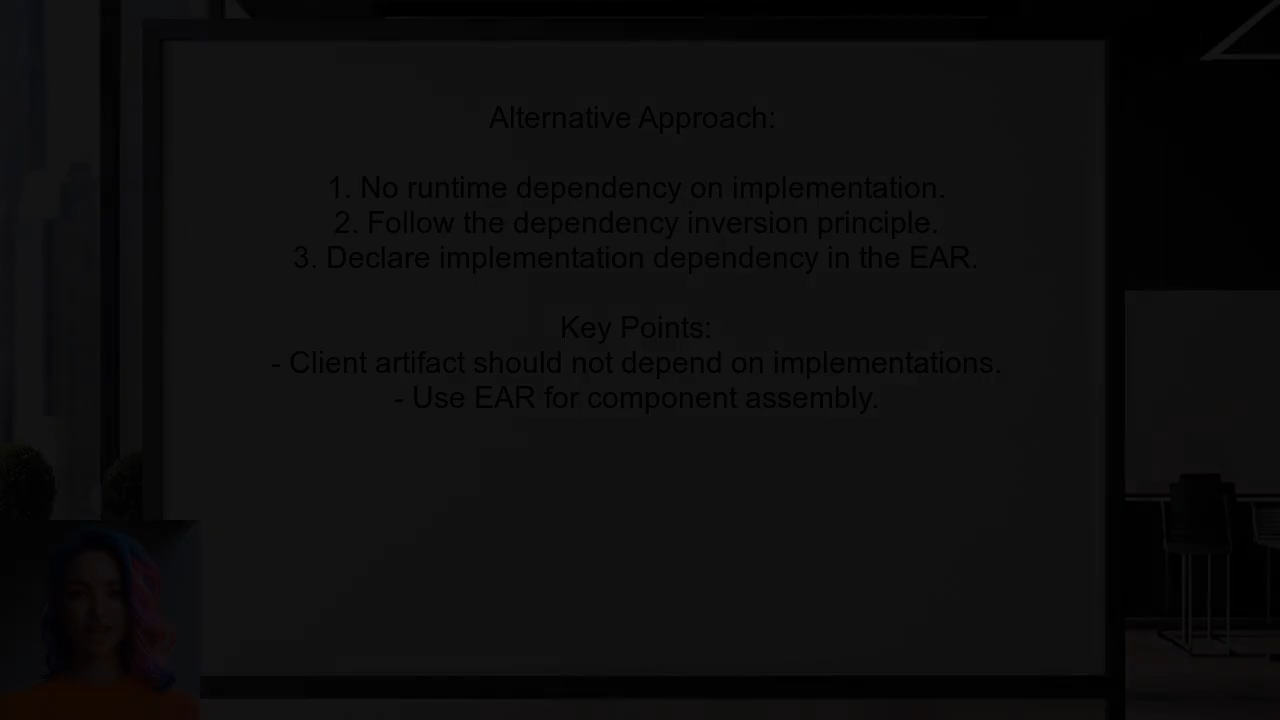 Alternative Approach:
1. No runtime dependency on implementation.
2. Follow the dependency inversion principle.
3. Declare implementation dependency in the EAR.
Key Points:
- Client artifact should not depend on implementations.
- Use EAR for component assembly.